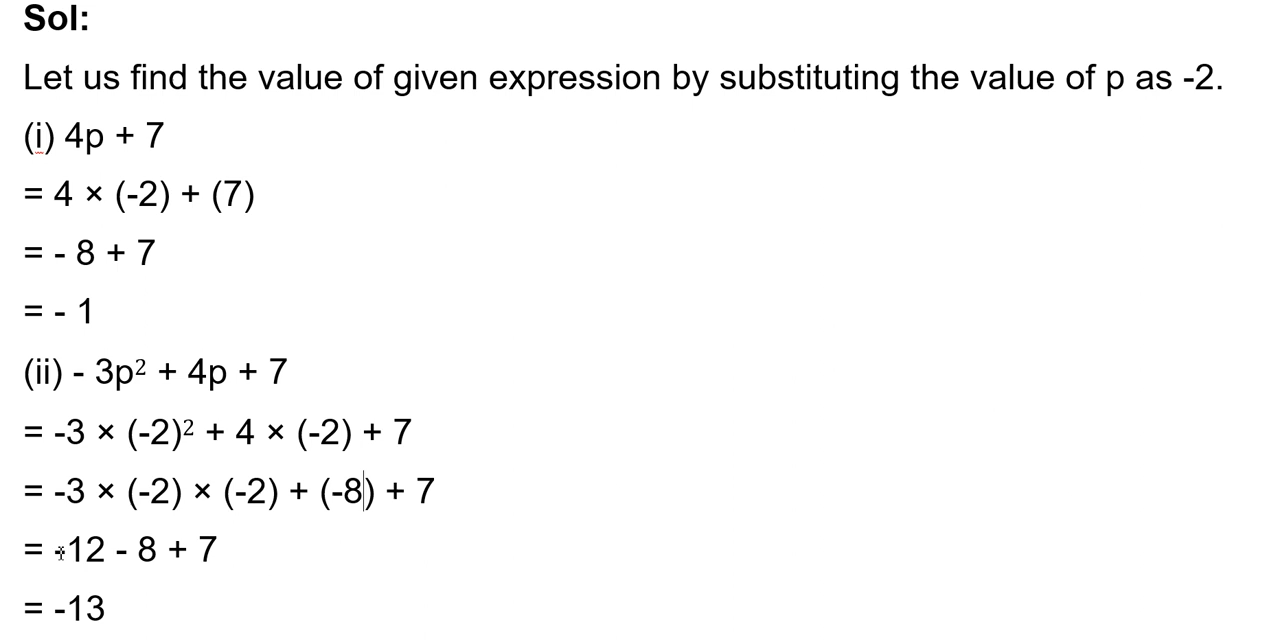 Sol:
Let us find the value of given expression by substituting the value of p as -2.
(i) 4p + 7
= 4 × (-2) + (7)
= - 8 + 7
= - 1
(ii) - 3p² + 4p + 7
= -3 × (-2)² + 4 × (-2) + 7
= -3 × (-2) × (-2) + (-8) + 7
= -12 - 8 + 7
= -13